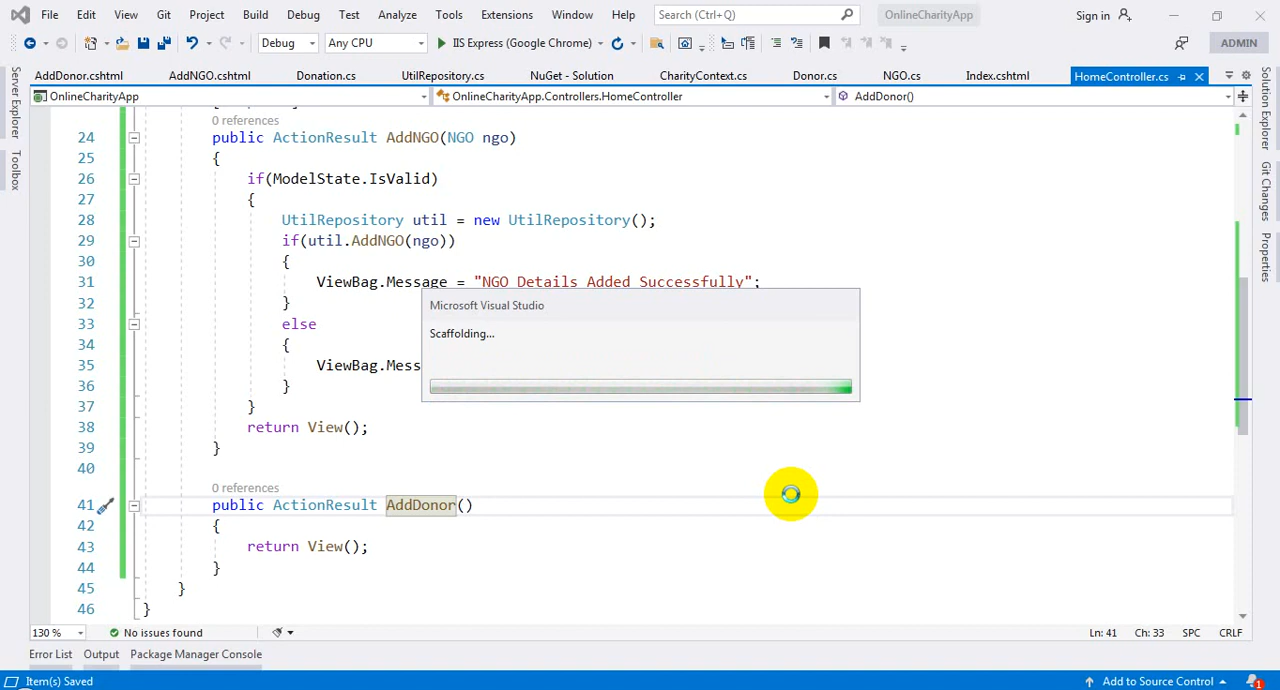 File Edit View Git Project Build Debug Test Analyze Tools Extensions Window Help Search (Ctrl+Q) OnlineCharityApp Sign in
Debug Any CPU IIS Express (Google Chrome) ADMIN
AddDonor.cshtml AddNGO.cshtml Donation.cs UtilRepository.cs NuGet - Solution CharityContext.cs Donor.cs NGO.cs Index.cshtml HomeController.cs
OnlineCharityApp OnlineCharityApp.Controllers.HomeController AddDonor()
Server Explorer
Toolbox
Solution Explorer
Git Changes
Properties
0 references
24 public ActionResult AddNGO(NGO ngo)
25 {
26 if(ModelState.IsValid)
27 {
28 UtilRepository util = new UtilRepository();
29 if(util.AddNGO(ngo))
30 {
31 ViewBag.Message = "NGO Details Added Successfully";
32 }
33 else
34 {
35 ViewBag.Mess
36 }
37 }
38 return View();
39 }
40
0 references
41 public ActionResult AddDonor()
42 {
43 return View();
44 }
45 }
46 }
Microsoft Visual Studio
Scaffolding...
130 % No issues found Ln: 41 Ch: 33 SPC CRLF
Error List Output Package Manager Console
Item(s) Saved Add to Source Control 1